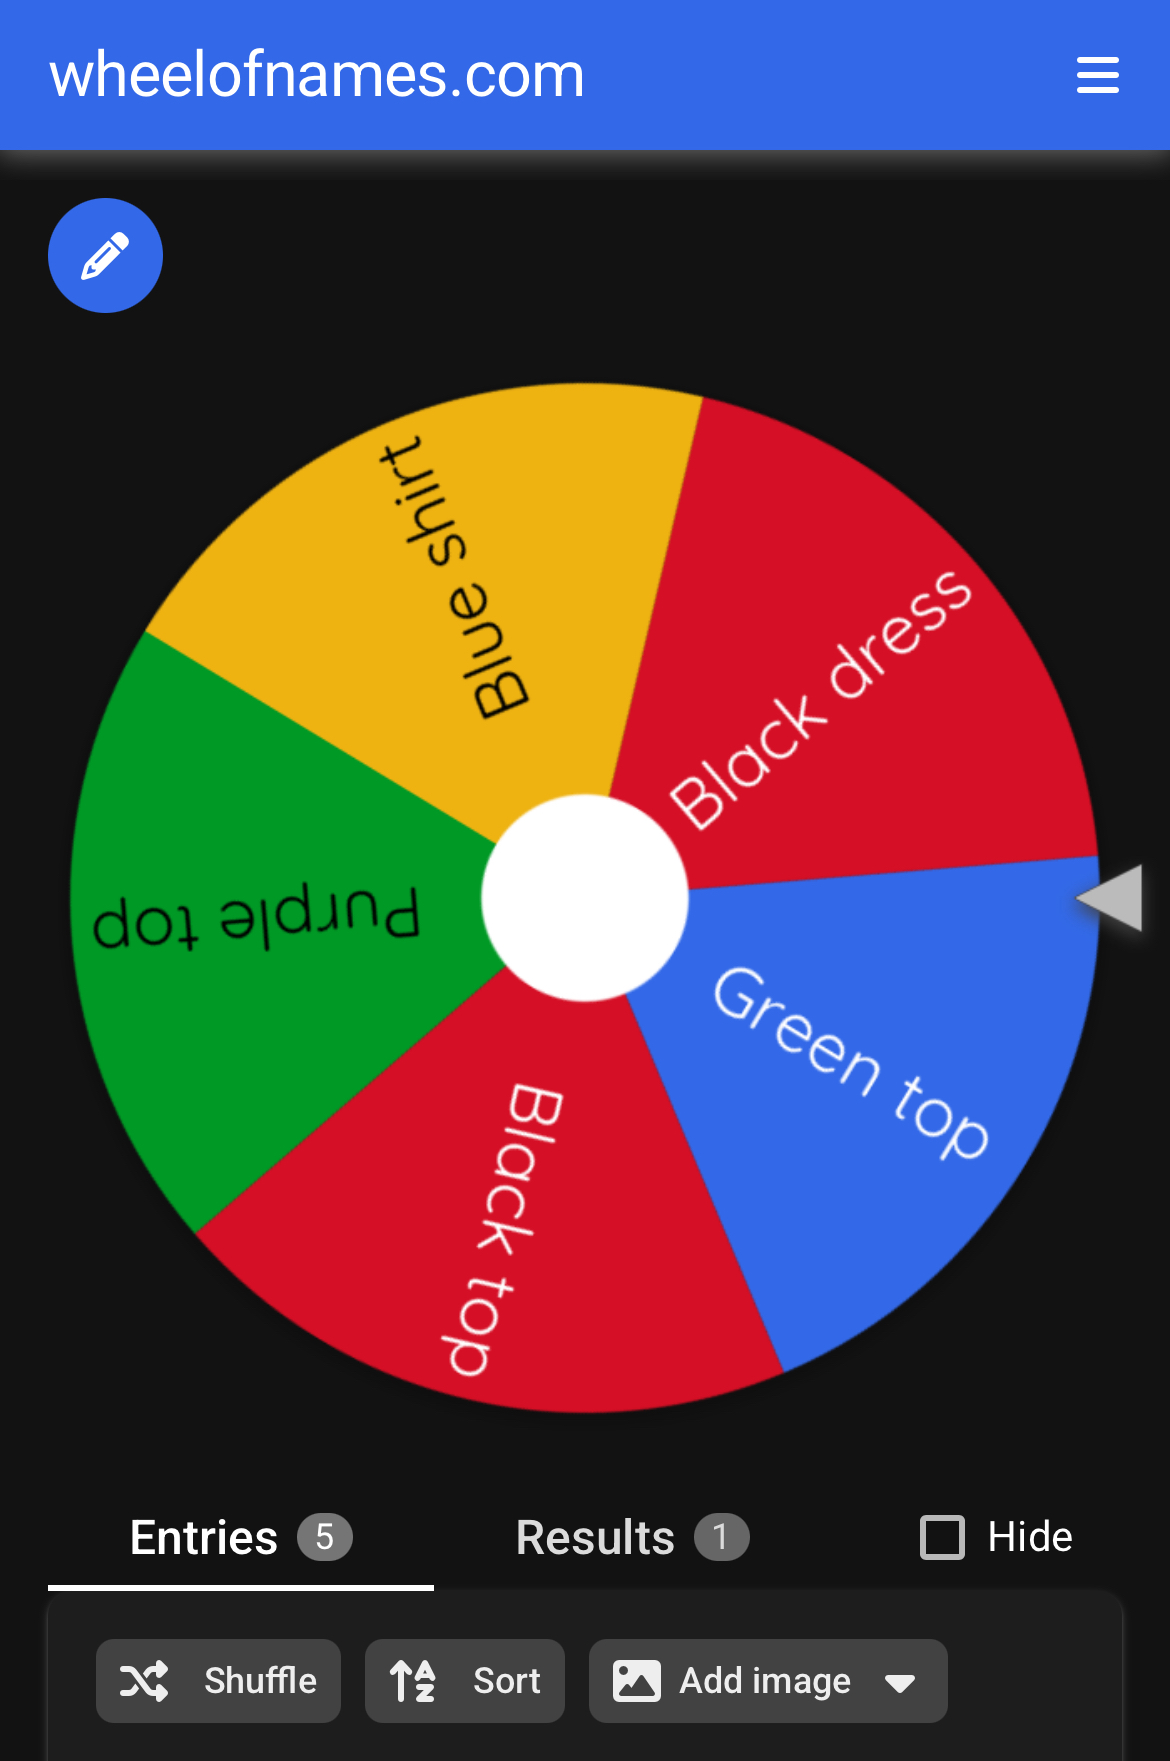 wheelofnames.com
Blue shirt
Black dress
Purple top
Green top
Black top
Entries 5
Results 1
Hide
Shuffle
Sort
Add image